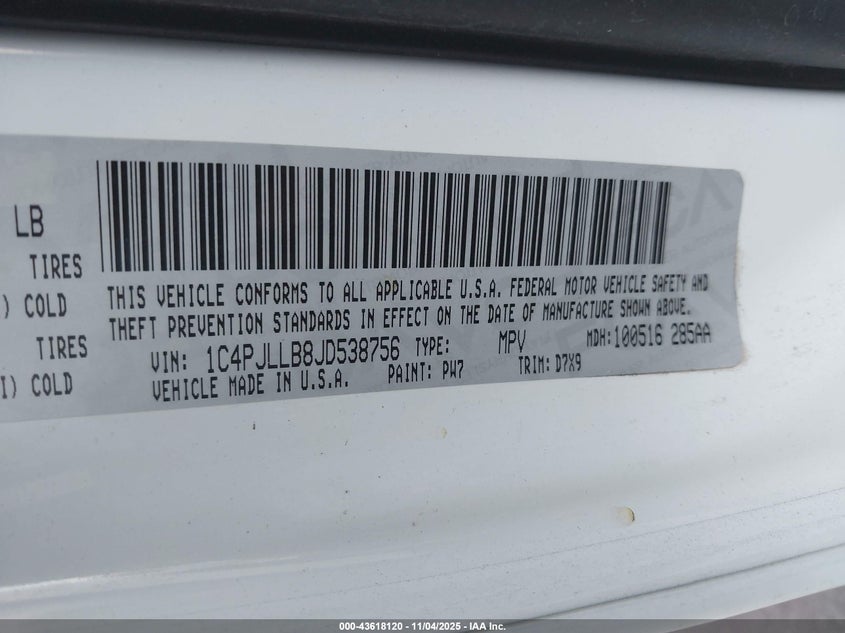 LB
TIRES
) COLD
TIRES
I) COLD
THIS VEHICLE CONFORMS TO ALL APPLICABLE U.S.A. FEDERAL MOTOR VEHICLE SAFETY AND
THEFT PREVENTION STANDARDS IN EFFECT ON THE DATE OF MANUFACTURE SHOWN ABOVE.
VIN: 1C4PJLLB8JD538756 TYPE: MPV MDH:100516 285AA
VEHICLE MADE IN U.S.A. PAINT: PW7 TRIM: D7X9
000-43618120 - 11/04/2025 - IAA Inc.